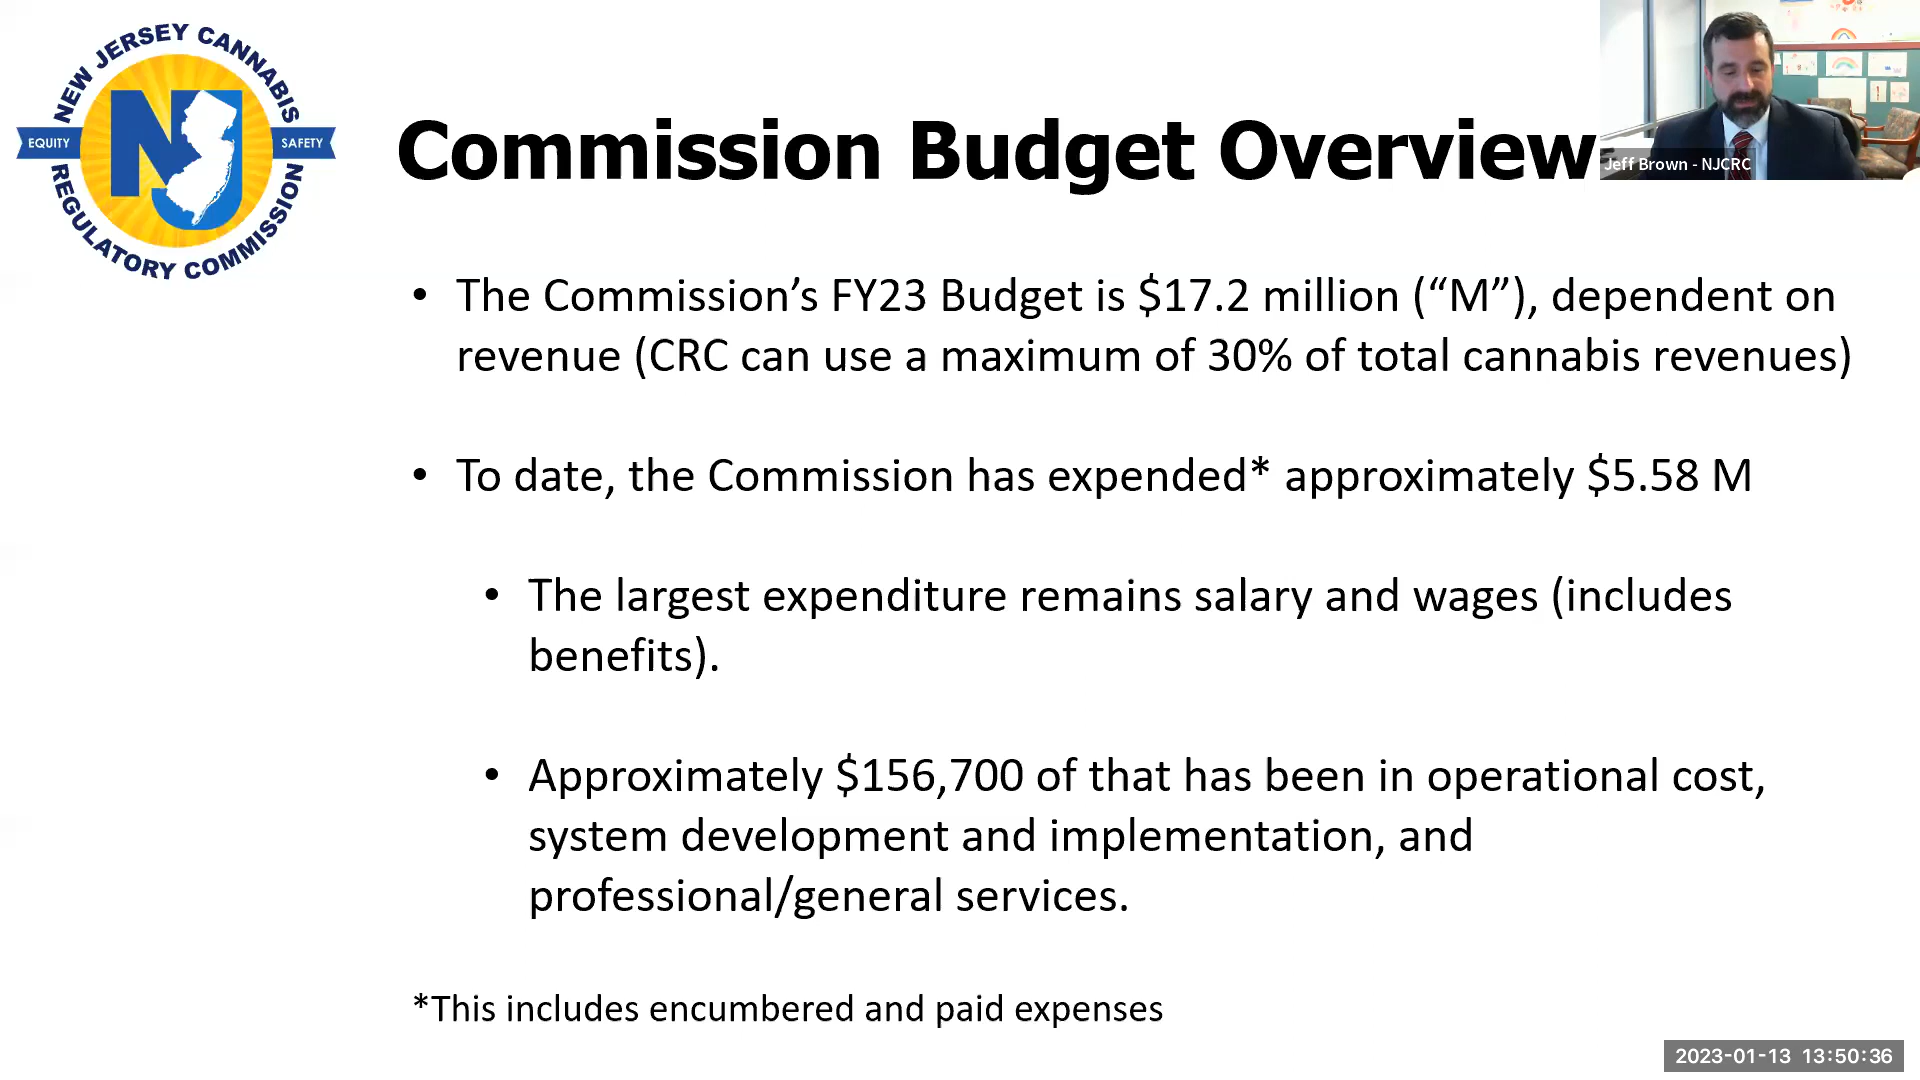 NEW JERSEY CANNABIS
EQUITY
SAFETY
NJ
REGULATORY COMMISSION
Commission Budget Overview
Jeff Brown - NJCRC
• The Commission’s FY23 Budget is $17.2 million (“M”), dependent on
revenue (CRC can use a maximum of 30% of total cannabis revenues)
• To date, the Commission has expended* approximately $5.58 M
• The largest expenditure remains salary and wages (includes
benefits).
• Approximately $156,700 of that has been in operational cost,
system development and implementation, and
professional/general services.
*This includes encumbered and paid expenses
2023-01-13 13:50:36